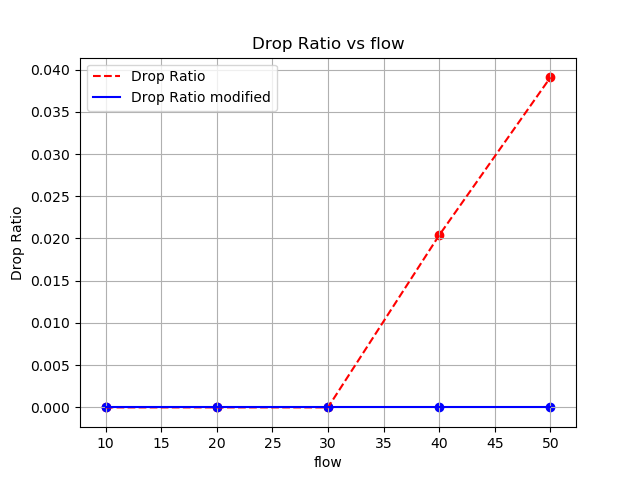 Drop Ratio vs flow
Drop Ratio
Drop Ratio modified
0.040
0.035
0.030
0.025
0.020
0.015
0.010
0.005
0.000
Drop Ratio
10 15 20 25 30 35 40 45 50
flow